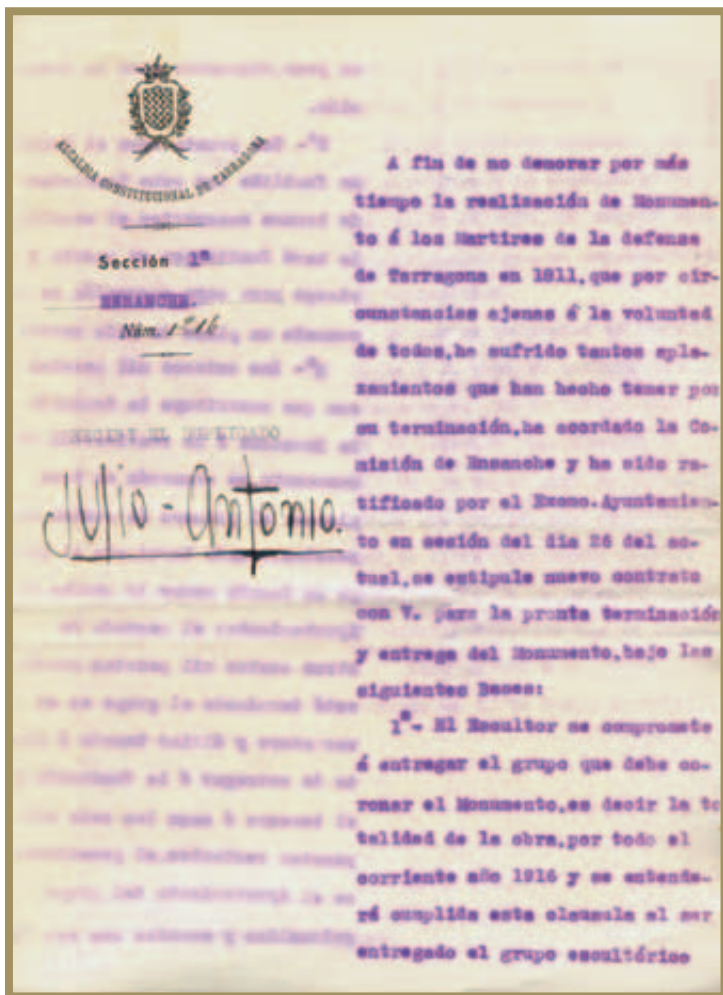 ALCALDIA CONSTITUCIONAL DE TARRAGONA
Sección 1ª
ENSANCHE.
Núm.
RECIBI EL DUPLICADO
Julio-Antonio.
A fin de no demorar por más
tiempo la realisación de Monumen-
to á los Martires de la defensa
de Tarragona en 1811, que por cir-
cunstancias ajenas á la voluntad
de todos, ha sufrido tantos apla-
zamientos que han hecho temer por
su terminación, ha acordado la Co-
misión de Ensanche y ha sido ra-
tificado por el Excmo. Ayuntamien-
to en sesión del dia 26 del ac-
tual, se estipule nuevo contrato
con V. para la pronta terminación
y entrega del Monumento, bajo las
siguientes Bases:
1ª- El Escultor se compromete
á entregar el grupo que debe co-
ronar el Monumento, es decir la to
talidad de la obra, por todo el
corriente año 1916 y se entende-
rá cumplida esta clausula al ser
entregado el grupo escultórico